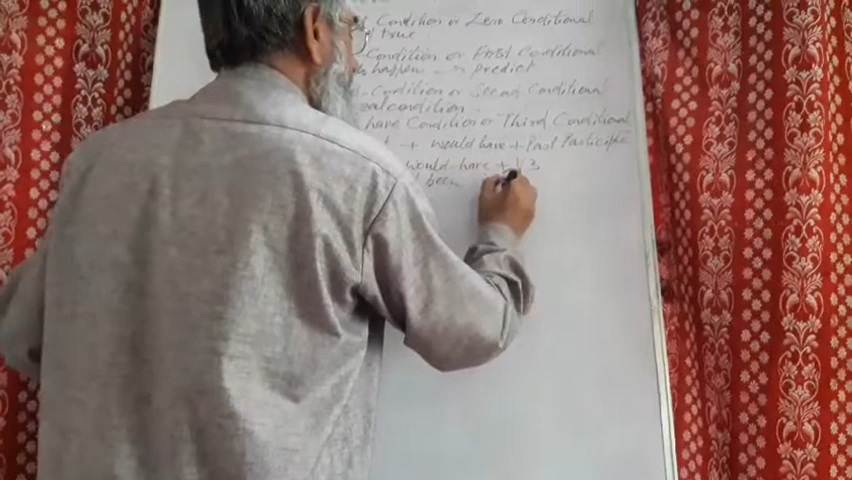 Condition or Zero Conditional
true
Condition or First Conditional
happen predict
Condition or Second Conditional
condition
have Condition or Third Conditional
+ would have + Past Participle
would have + V3
been